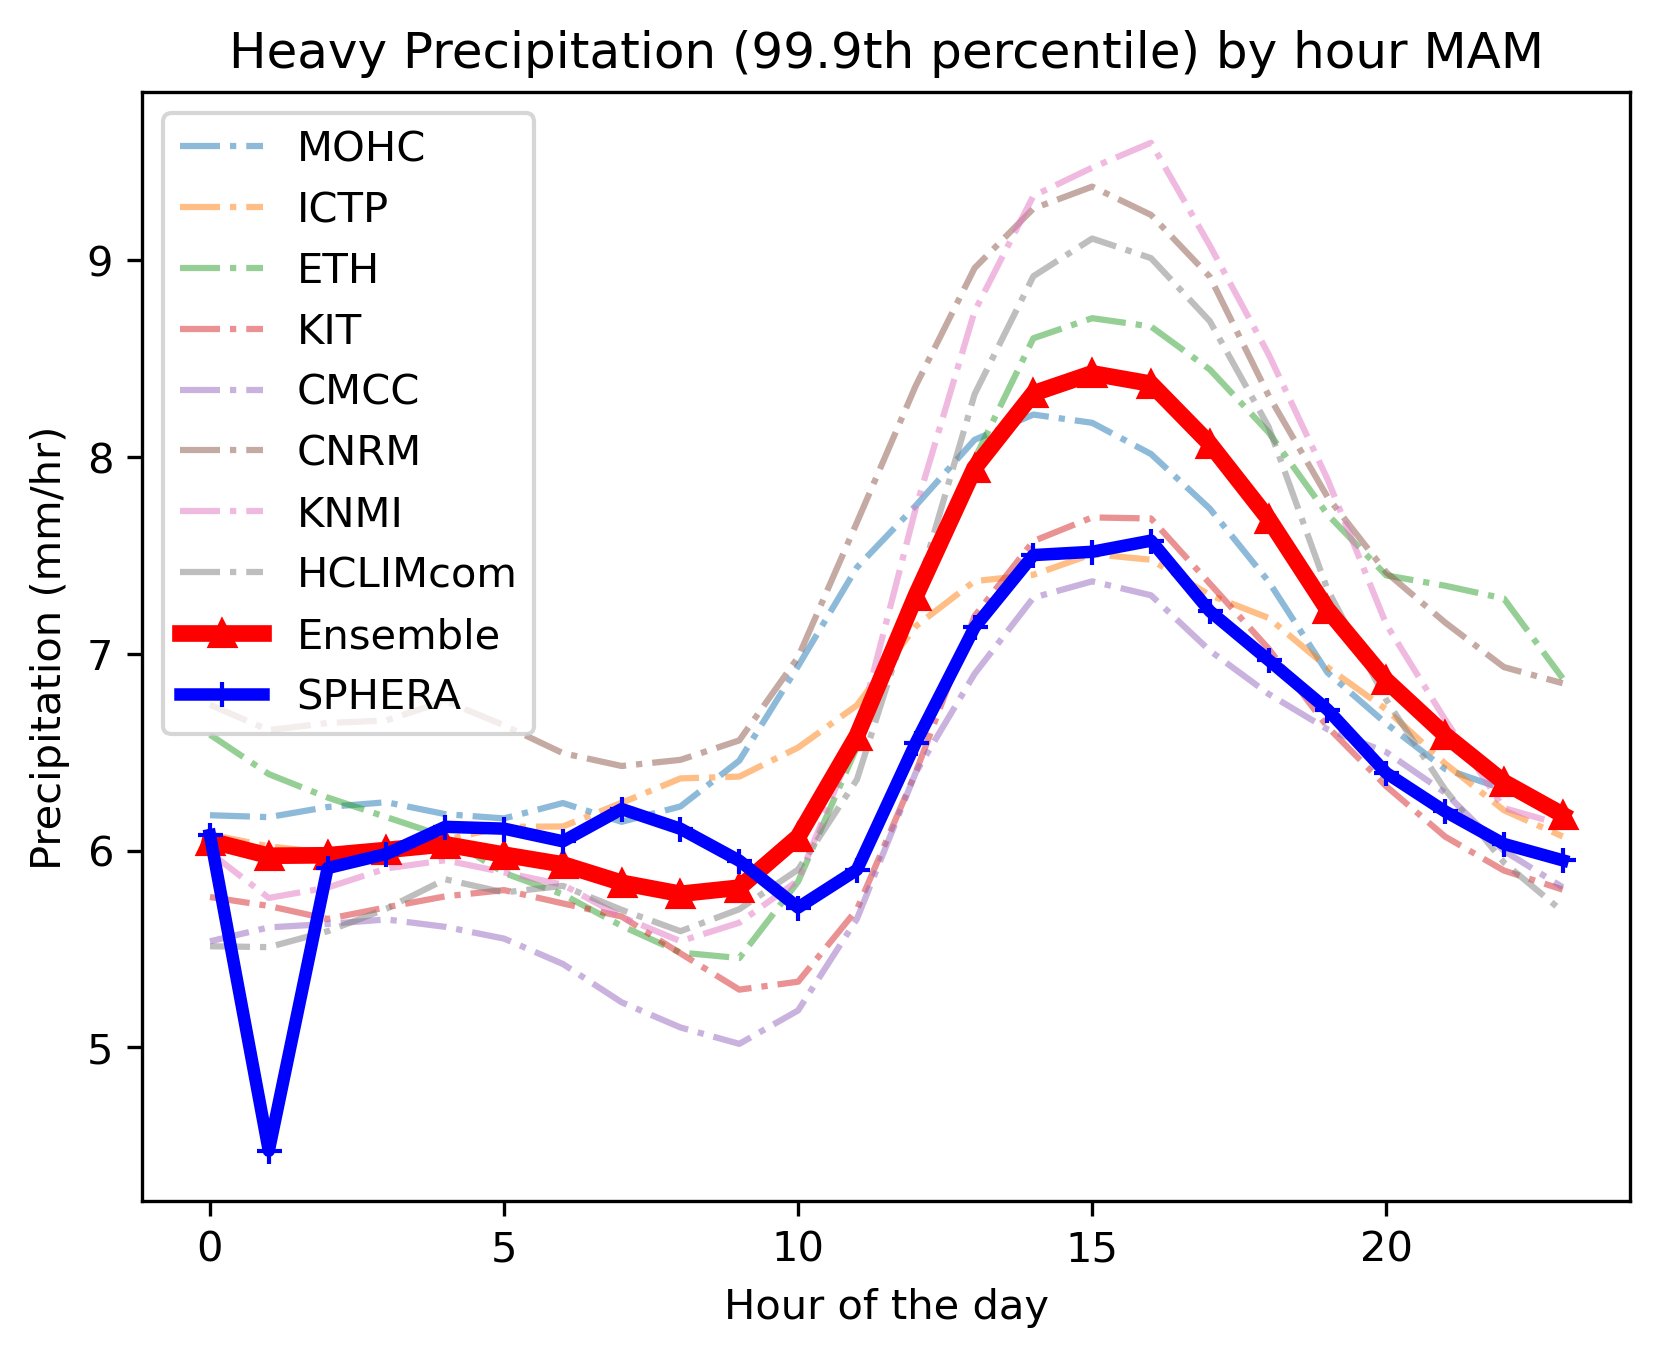 Heavy Precipitation (99.9th percentile) by hour MAM
MOHC
ICTP
ETH
KIT
CMCC
CNRM
KNMI
HCLIMcom
Ensemble
SPHERA
Precipitation (mm/hr)
9
8
7
6
5
0 5 10 15 20
Hour of the day